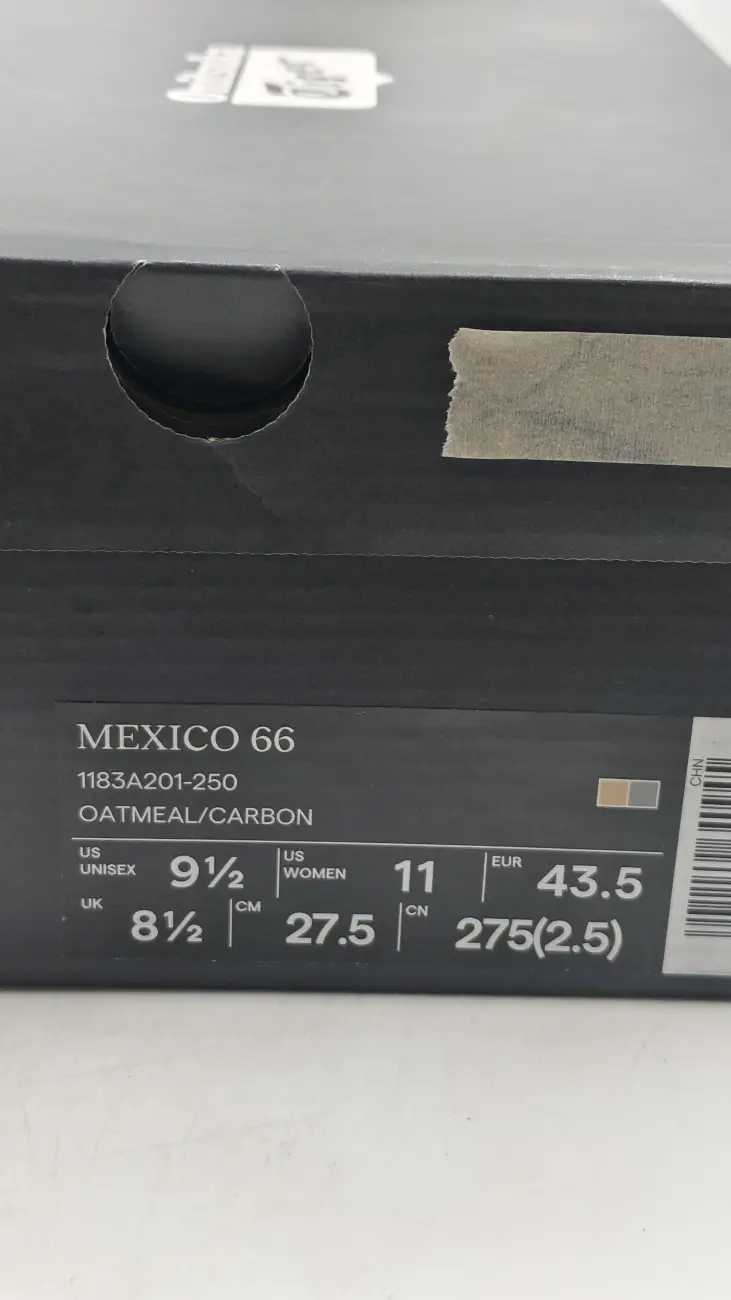 MEXICO 66
1183A201-250
OATMEAL/CARBON
US UNISEX 9½ US WOMEN 11 EUR 43.5
UK 8½ CM 27.5 CN 275(2.5)
CHN